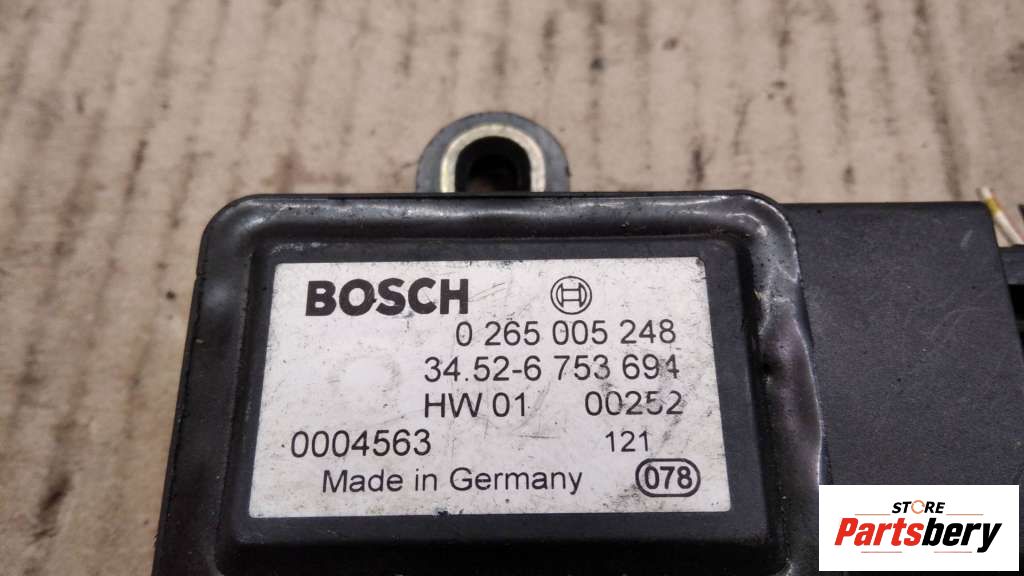 BOSCH
0 265 005 248
34.52-6 753 694
HW 01 00252
0004563 121
Made in Germany 078
STORE
Partsbery